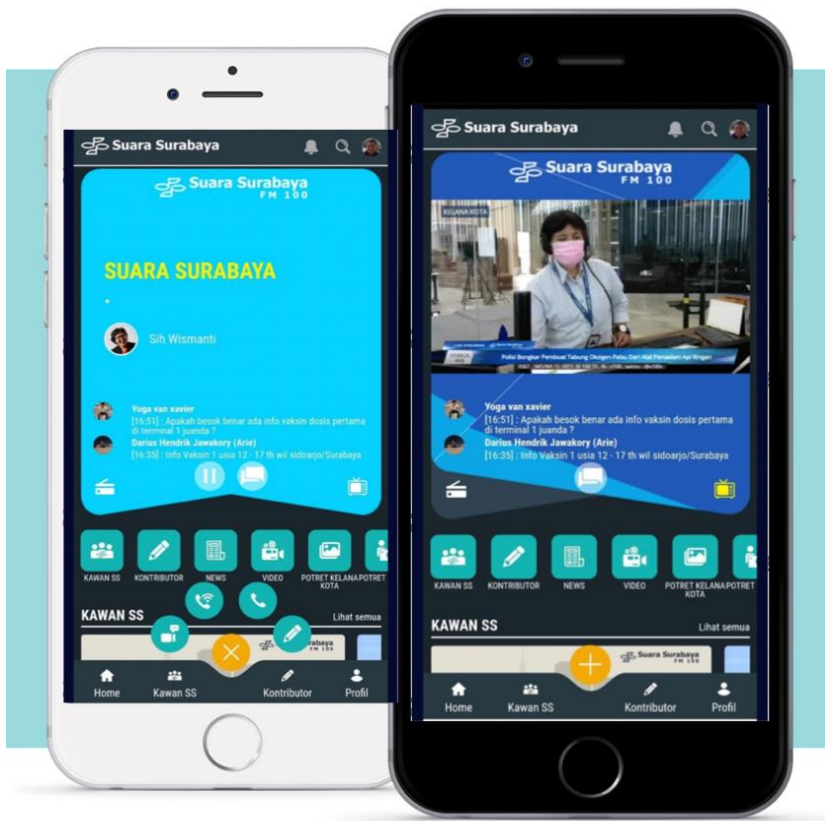 Suara Surabaya
Suara Surabaya
FM 100
SUARA SURABAYA
Sih Wismanti
Yoga van xavier
[16:51] : Apakah besok benar ada info vaksin dosis pertama
di terminal 1 juanda ?
Darius Hendrik Jawakory (Arie)
[16:35] : Info Vaksin 1 usia 12 - 17 th wil sidoarjo/Surabaya
KAWAN SS
KONTRIBUTOR
NEWS
VIDEO
POTRET KELANA
KOTA
POTRET
KAWAN SS
Lihat semua
Home
Kawan SS
Kontributor
Profil
Suara Surabaya
Suara Surabaya
FM 100
KELANA KOTA
Polisi Bongkar Pembuat Tabung Oksigen Palsu Dari Alat Pemadam Api Ringan
Yoga van xavier
[16:51] : Apakah besok benar ada info vaksin dosis pertama
di terminal 1 juanda ?
Darius Hendrik Jawakory (Arie)
[16:35] : Info Vaksin 1 usia 12 - 17 th wil sidoarjo/Surabaya
KAWAN SS
KONTRIBUTOR
NEWS
VIDEO
POTRET KELANA
KOTA
POTRET
KAWAN SS
Lihat semua
Suara Surabaya
FM 100
Home
Kawan SS
Kontributor
Profil